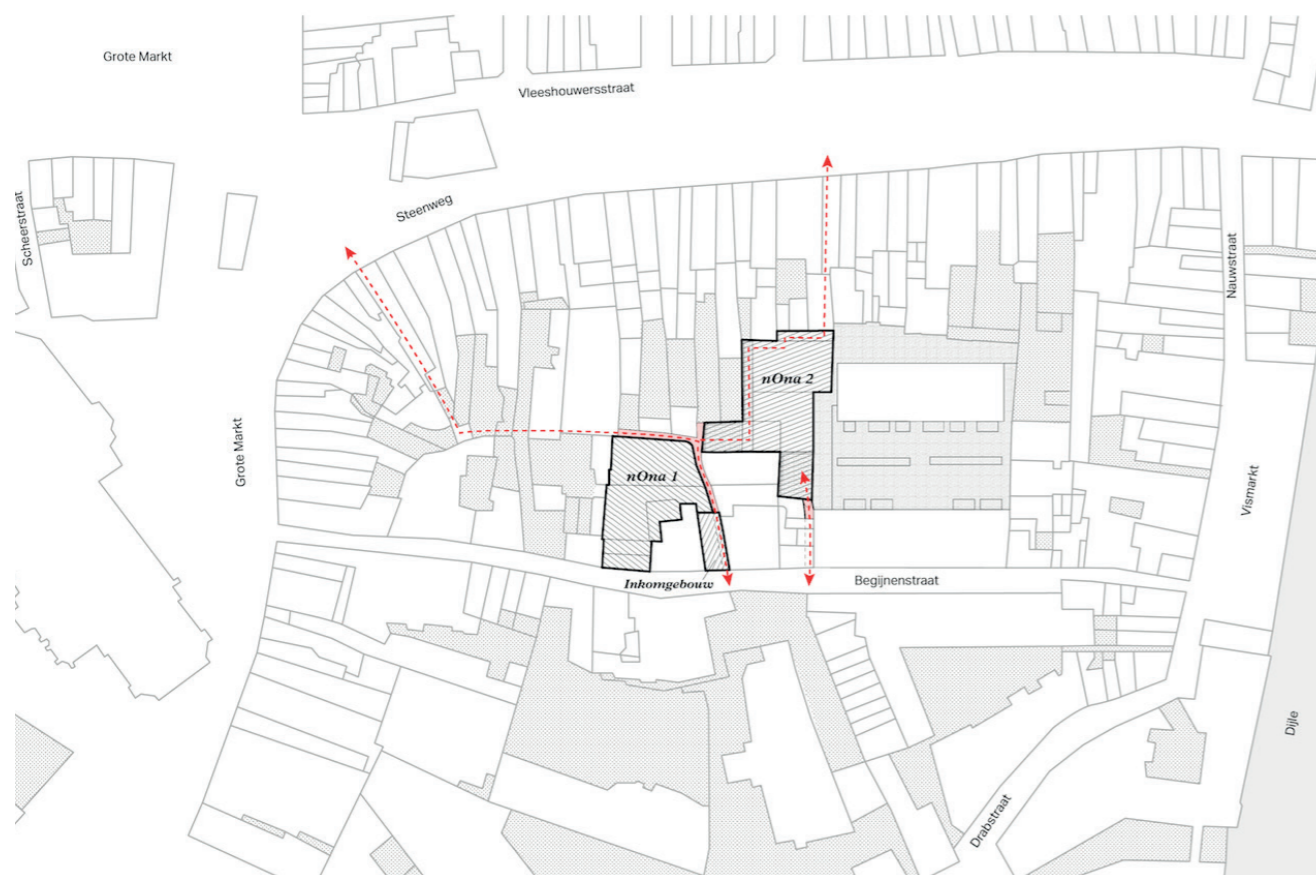 Grote Markt
Vleeshouwersstraat
Steenweg
Scheerstraat
Nauwstraat
Grote Markt
nOna 2
nOna 1
Vismarkt
Inkomgebouw
Begijnenstraat
Dijle
Drabstraat